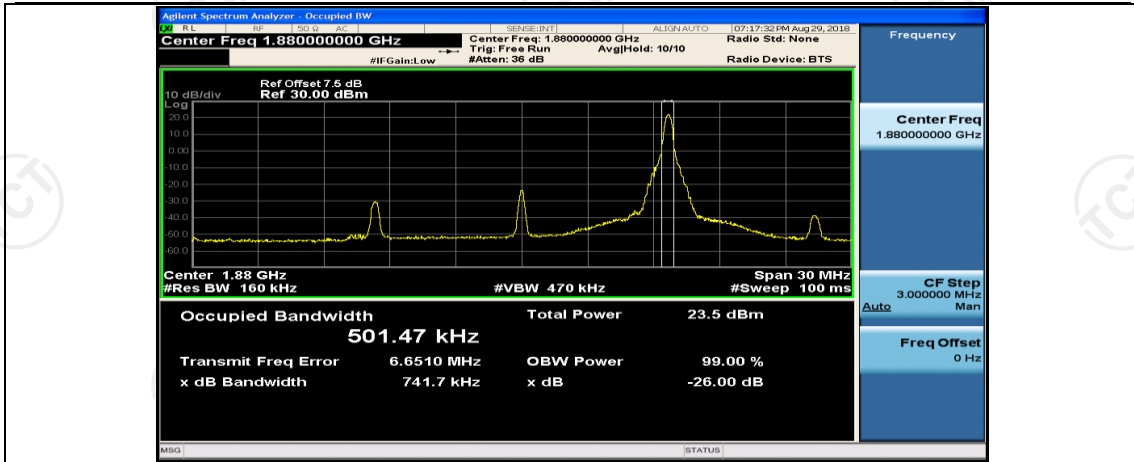 Agilent Spectrum Analyzer - Occupied BW
LXI RL RF 50 Ω AC SENSE:INT ALIGN AUTO 07:17:32 PM Aug 29, 2018
Center Freq 1.880000000 GHz
Center Freq: 1.880000000 GHz
Radio Std: None
Trig: Free Run Avg|Hold: 10/10
#IFGain:Low #Atten: 36 dB Radio Device: BTS
Ref Offset 7.5 dB
10 dB/div Ref 30.00 dBm
Log
20.0
10.0
0.00
-10.0
-20.0
-30.0
-40.0
-50.0
-60.0
Center 1.88 GHz Span 30 MHz
#Res BW 160 kHz #VBW 470 kHz #Sweep 100 ms
Occupied Bandwidth Total Power 23.5 dBm
501.47 kHz
Transmit Freq Error 6.6510 MHz OBW Power 99.00 %
x dB Bandwidth 741.7 kHz x dB -26.00 dB
MSG STATUS
Frequency
Center Freq
1.880000000 GHz
CF Step
3.000000 MHz
Auto Man
Freq Offset
0 Hz
TCT
TCT